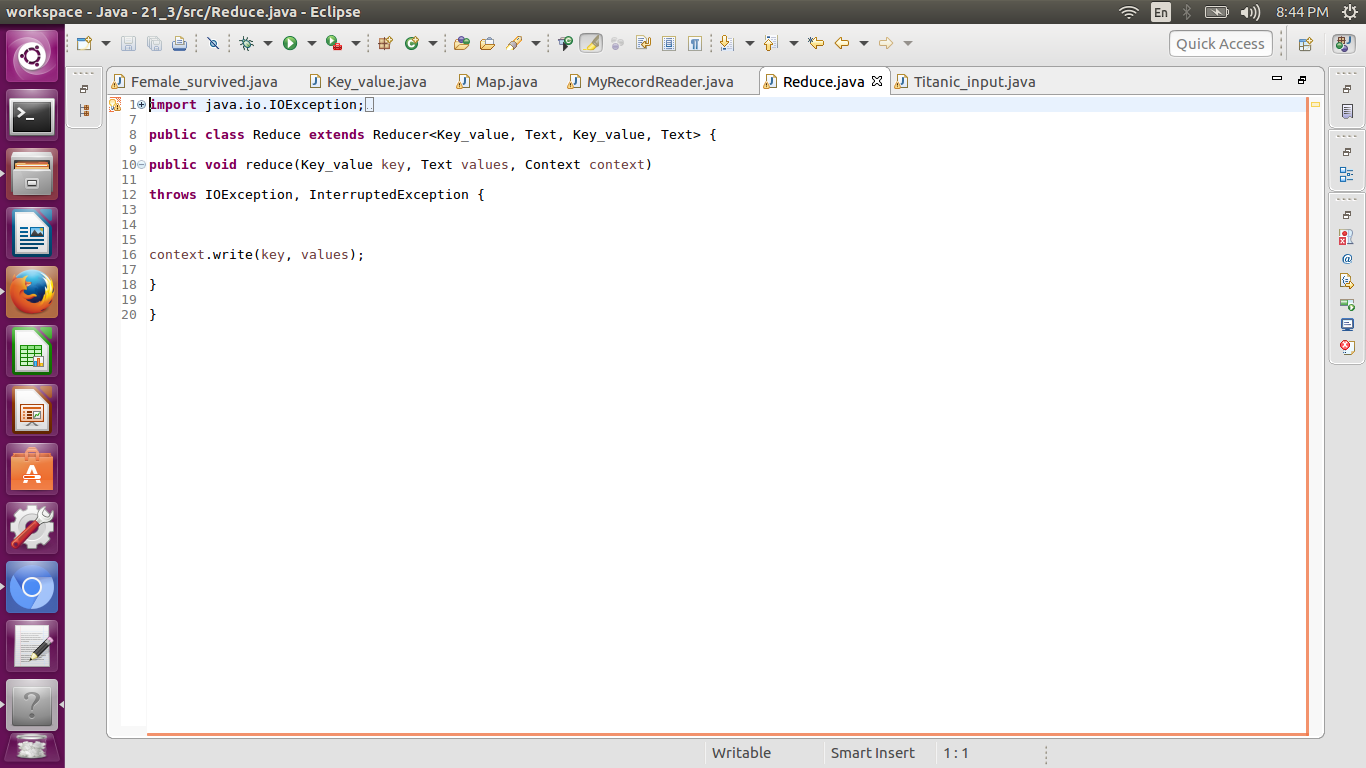 workspace - Java - 21_3/src/Reduce.java - Eclipse
En
8:44 PM
Quick Access
Female_survived.java
Key_value.java
Map.java
MyRecordReader.java
Reduce.java
Titanic_input.java
1 import java.io.IOException;
7
8 public class Reduce extends Reducer<Key_value, Text, Key_value, Text> {
9
10 public void reduce(Key_value key, Text values, Context context)
11
12 throws IOException, InterruptedException {
13
14
15
16 context.write(key, values);
17
18 }
19
20 }
Writable
Smart Insert
1 : 1